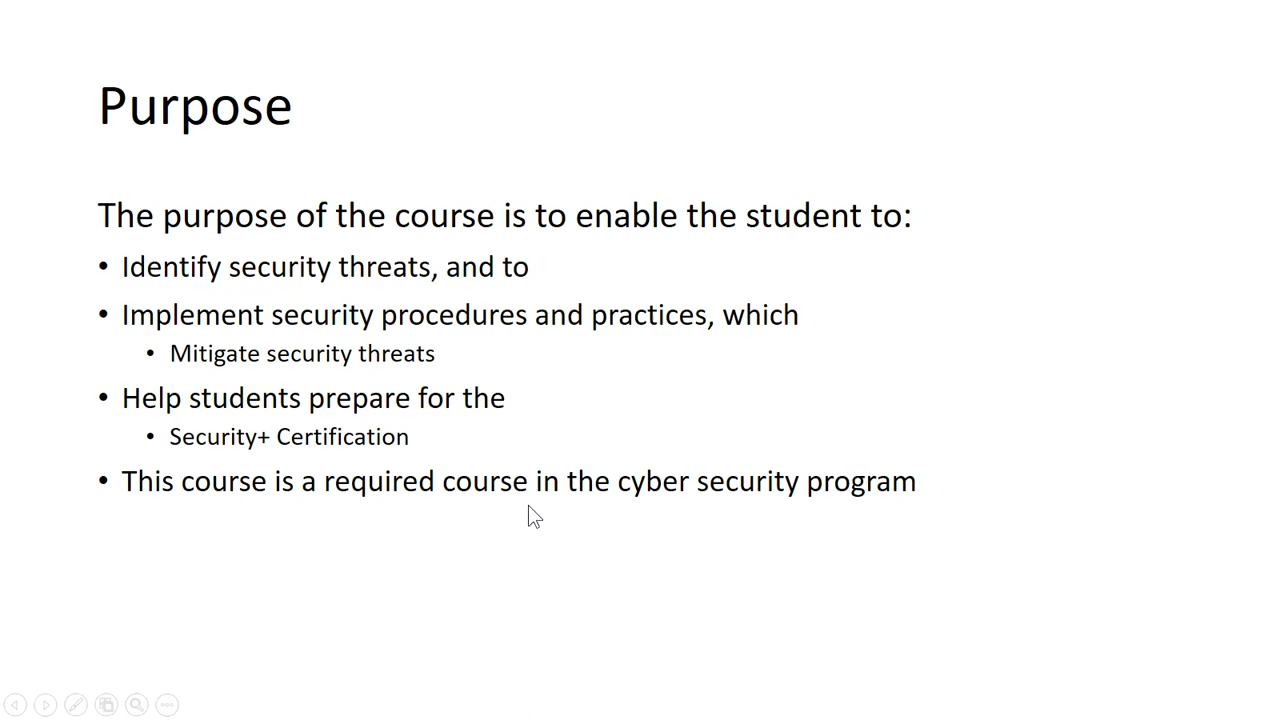 Purpose
The purpose of the course is to enable the student to:
• Identify security threats, and to
• Implement security procedures and practices, which
• Mitigate security threats
• Help students prepare for the
• Security+ Certification
• This course is a required course in the cyber security program